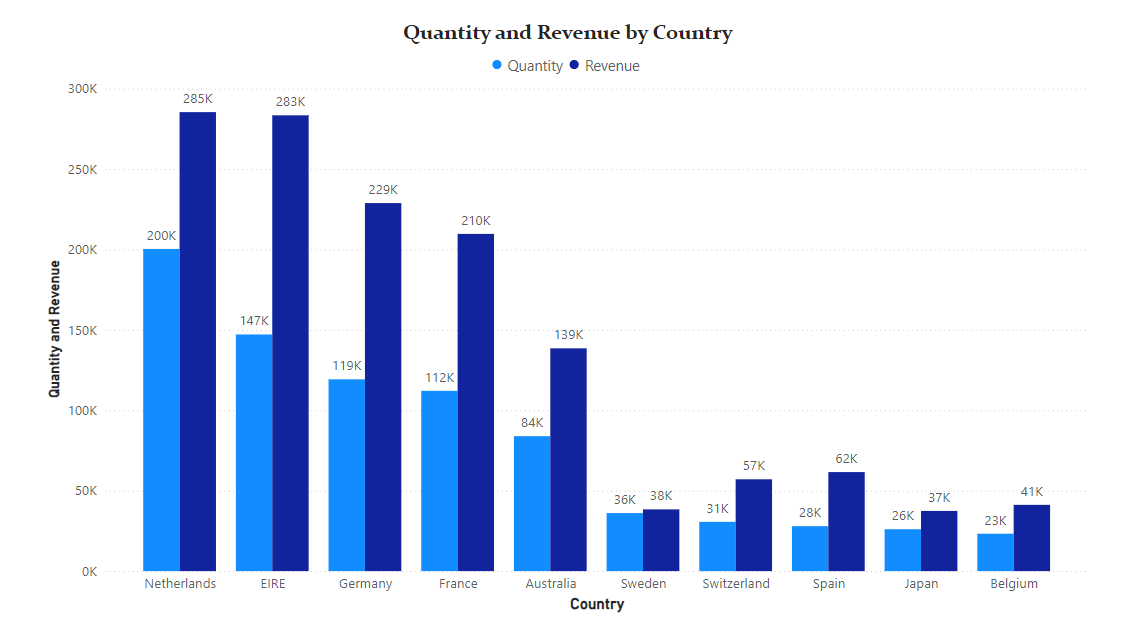 Quantity and Revenue by Country
Quantity Revenue
300K
250K
200K
150K
100K
50K
0K
Quantity and Revenue
200K 285K
147K 283K
119K 229K
112K 210K
84K 139K
36K 38K
31K 57K
28K 62K
26K 37K
23K 41K
Netherlands EIRE Germany France Australia Sweden Switzerland Spain Japan Belgium
Country